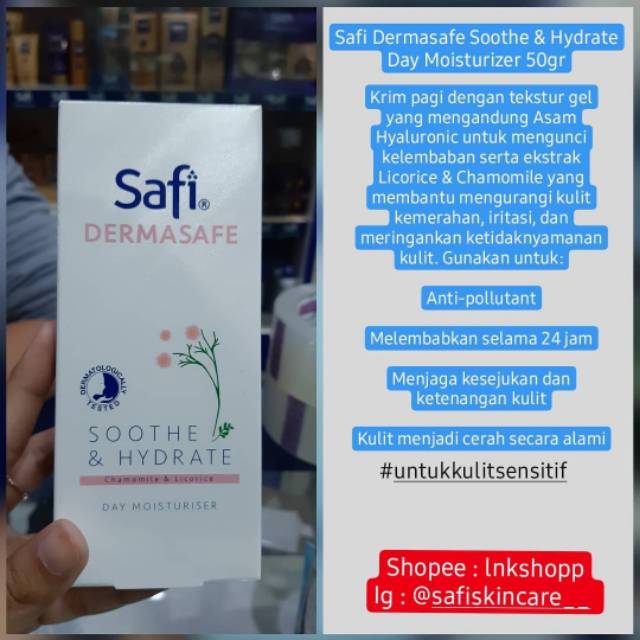 Safi®
DERMASAFE
DERMATOLOGICALLY
TESTED
SOOTHE
& HYDRATE
Chamomile & Licorice
DAY MOISTURISER
Safi Dermasafe Soothe & Hydrate
Day Moisturizer 50gr
Krim pagi dengan tekstur gel
yang mengandung Asam
Hyaluronic untuk mengunci
kelembaban serta ekstrak
Licorice & Chamomile yang
membantu mengurangi kulit
kemerahan, iritasi, dan
meringankan ketidaknyamanan
kulit. Gunakan untuk:
Anti-pollutant
Melembabkan selama 24 jam
Menjaga kesejukan dan
ketenangan kulit
Kulit menjadi cerah secara alami
#untukkulitsensitif
Shopee : lnkshopp
Ig : @safiskincare__